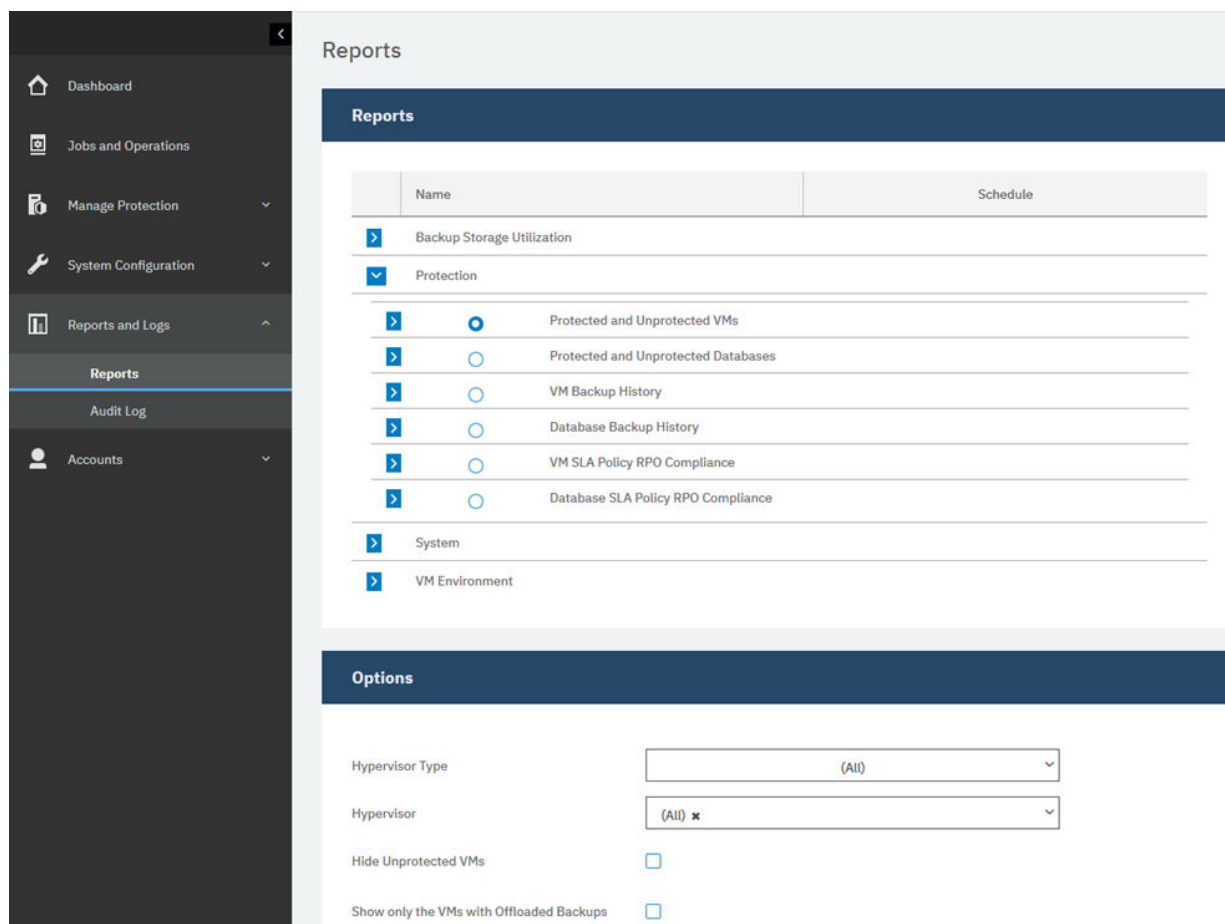 Reports
Dashboard
Jobs and Operations
Manage Protection
System Configuration
Reports and Logs
Reports
Audit Log
Accounts
Reports
Name Schedule
Backup Storage Utilization
Protection
Protected and Unprotected VMs
Protected and Unprotected Databases
VM Backup History
Database Backup History
VM SLA Policy RPO Compliance
Database SLA Policy RPO Compliance
System
VM Environment
Options
Hypervisor Type (All)
Hypervisor (All) ×
Hide Unprotected VMs
Show only the VMs with Offloaded Backups